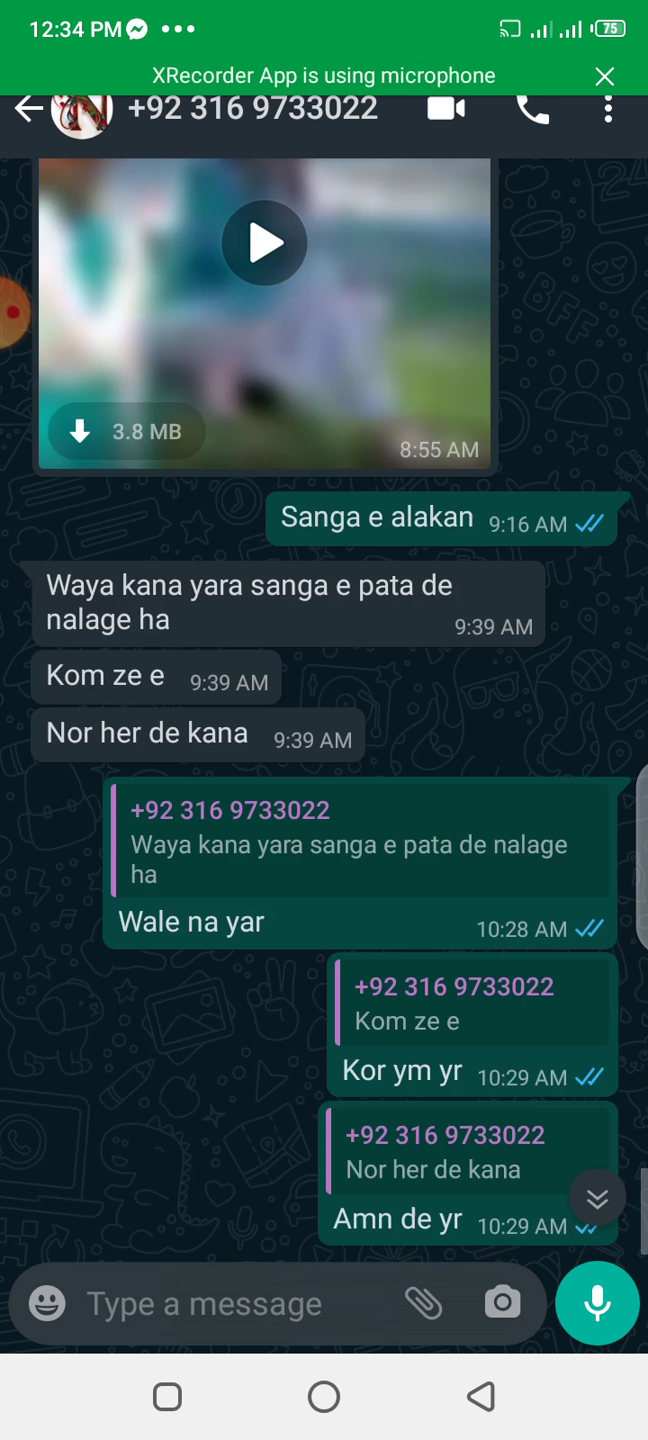 12:34 PM
75
XRecorder App is using microphone
+92 316 9733022
3.8 MB
8:55 AM
Sanga e alakan 9:16 AM
Waya kana yara sanga e pata de
nalage ha
9:39 AM
Kom ze e 9:39 AM
Nor her de kana 9:39 AM
+92 316 9733022
Waya kana yara sanga e pata de nalage
ha
Wale na yar 10:28 AM
+92 316 9733022
Kom ze e
Kor ym yr 10:29 AM
+92 316 9733022
Nor her de kana
Amn de yr 10:29 AM
Type a message